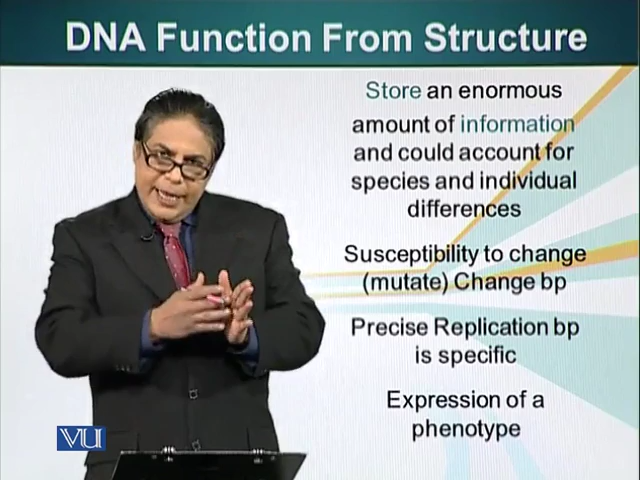 DNA Function From Structure
Store an enormous
amount of information
and could account for
species and individual
differences
Susceptibility to change
(mutate) Change bp
Precise Replication bp
is specific
Expression of a
phenotype
VU